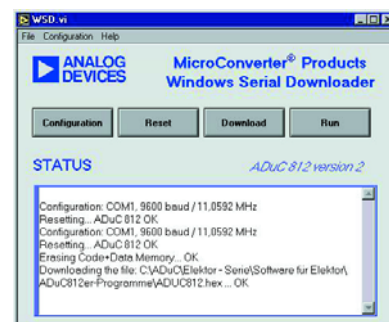 WSD.vi
File Configuration Help
ANALOG DEVICES
MicroConverter® Products
Windows Serial Downloader
Configuration Reset Download Run
STATUS
ADuC 812 version 2
Configuration: COM1, 9600 baud / 11,0592 MHz
Resetting... ADuC 812 OK
Configuration: COM1, 9600 baud / 11,0592 MHz
Resetting... ADuC 812 OK
Erasing Code+Data Memory... OK
Downloading the file: C:\ADuC\Elektor - Serie\Software für Elektor\
ADuC812er-Programme\ADUC812.hex... OK